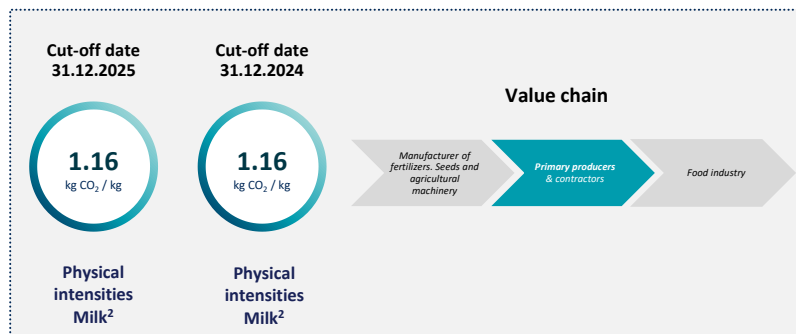 Cut-off date
31.12.2025
1.16
kg CO₂ / kg
Physical
intensities
Milk²
Cut-off date
31.12.2024
1.16
kg CO₂ / kg
Physical
intensities
Milk²
Value chain
Manufacturer of
fertilizers. Seeds and
agricultural
machinery
Primary producers
& contractors
Food industry